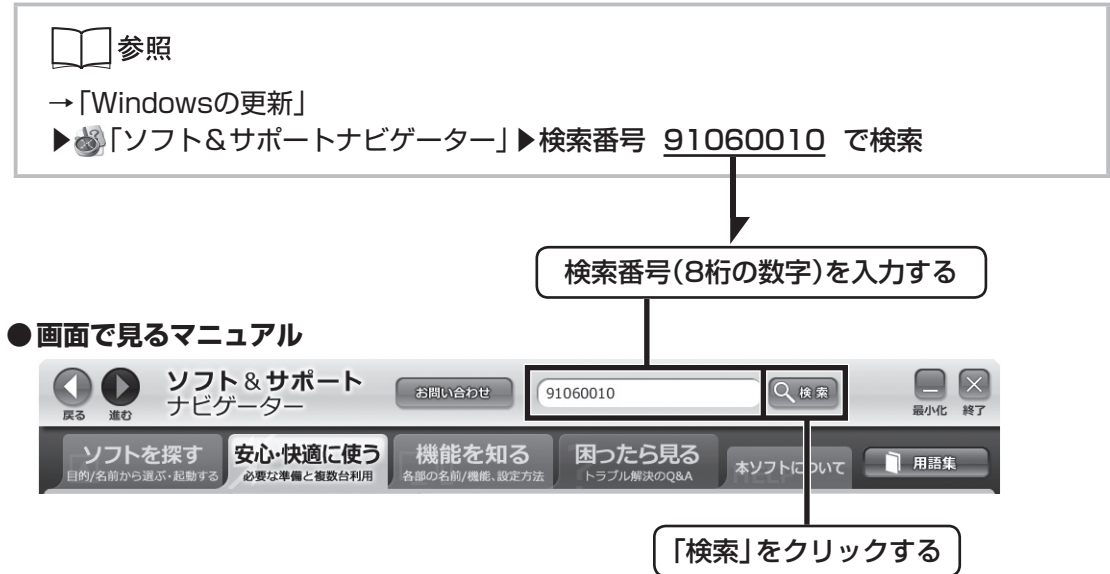 参照
→「Windowsの更新」
▶「ソフト&サポートナビゲーター」▶検索番号 91060010 で検索
検索番号(8桁の数字)を入力する
●画面で見るマニュアル
戻る 進む
ソフト&サポート
ナビゲーター
お問い合わせ
91060010
検索
最小化 終了
ソフトを探す
目的/名前から選ぶ・起動する
安心・快適に使う
必要な準備と複数台利用
機能を知る
各部の名前/機能、設定方法
困ったら見る
トラブル解決のQ&A
本ソフトについて
用語集
「検索」をクリックする